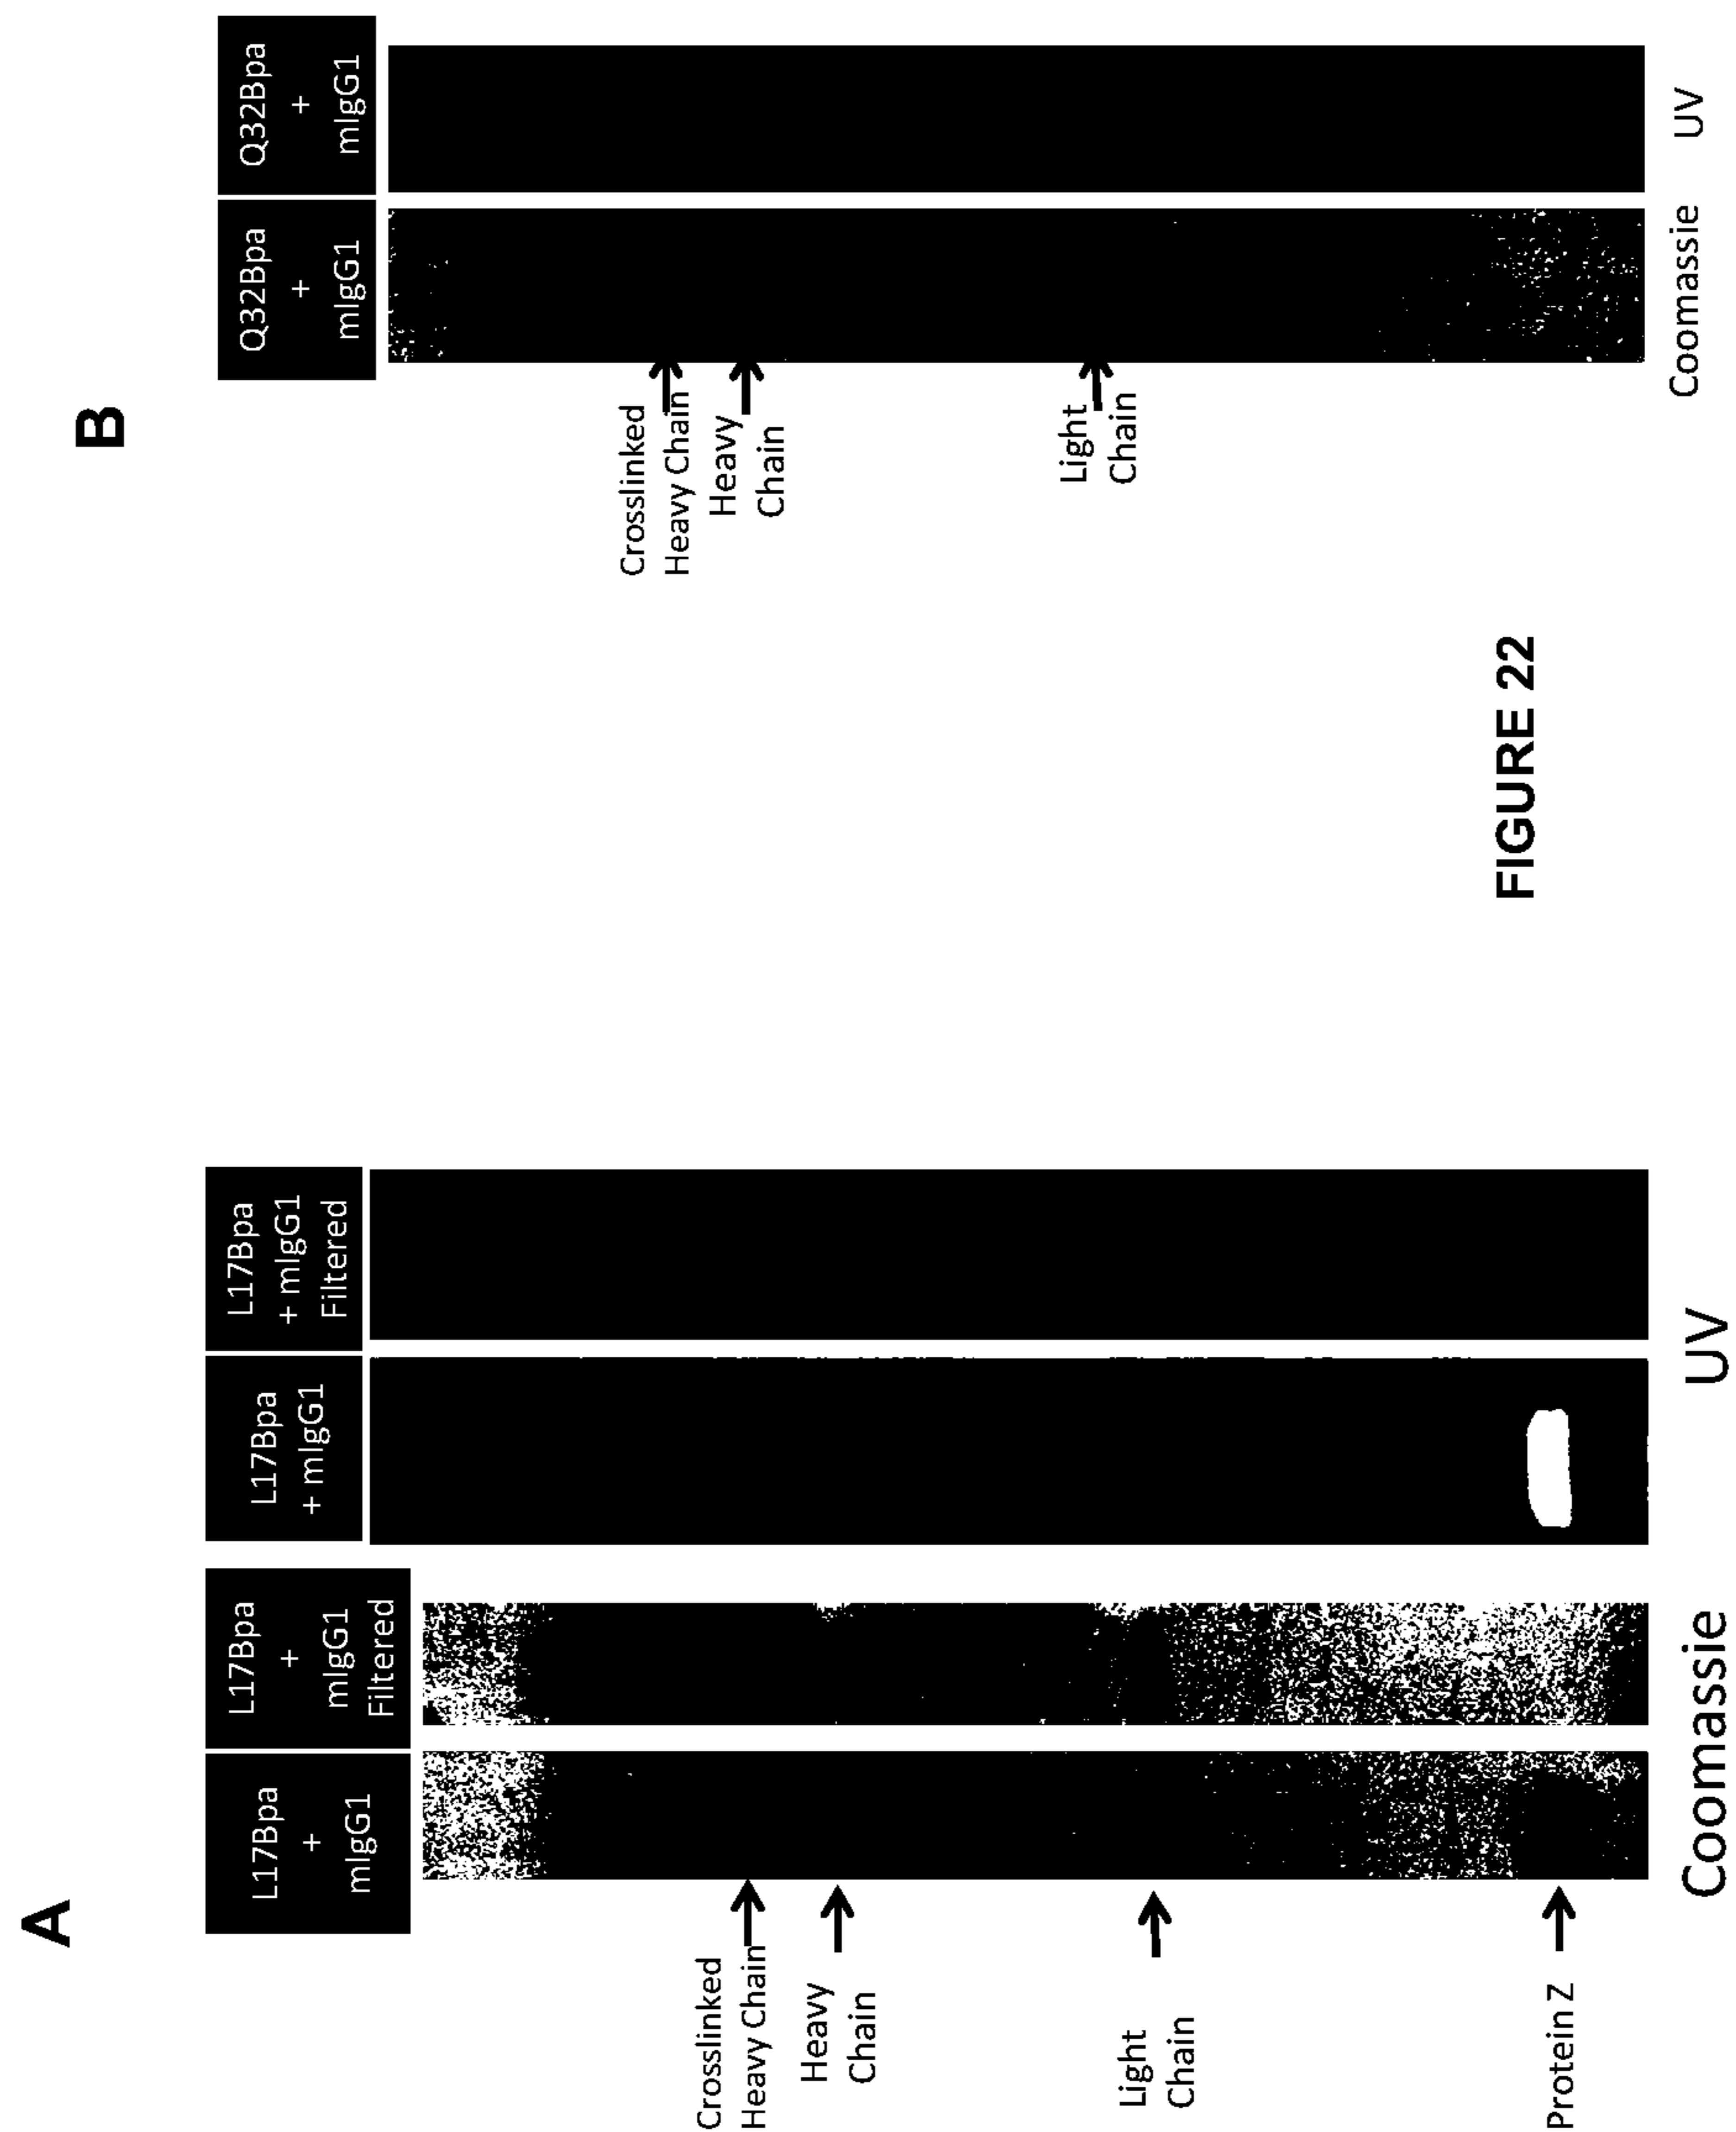 A
L17Bpa
+
mIgG1
L17Bpa
+
mIgG1
Filtered
L17Bpa
+ mIgG1
L17Bpa
+ mIgG1
Filtered
Crosslinked
Heavy Chain
Heavy
Chain
Light
Chain
Protein Z
Coomassie
UV
B
Q32Bpa
+
mIgG1
Q32Bpa
+
mIgG1
Crosslinked
Heavy Chain
Heavy
Chain
Light
Chain
Coomassie
UV
FIGURE 22